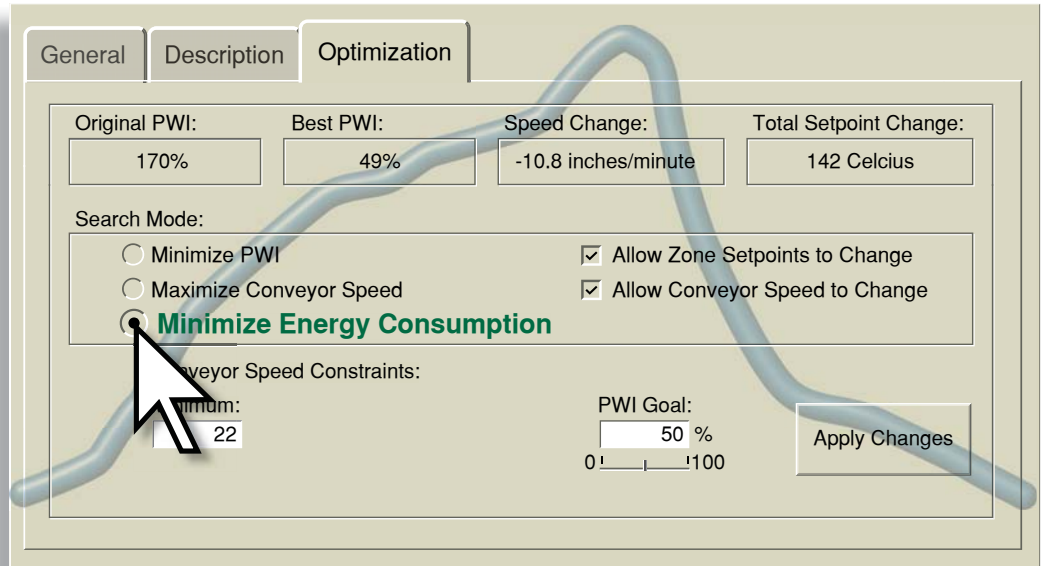 General Description Optimization
Original PWI: Best PWI: Speed Change: Total Setpoint Change:
170% 49% -10.8 inches/minute 142 Celcius
Search Mode:
Minimize PWI Allow Zone Setpoints to Change
Maximize Conveyor Speed Allow Conveyor Speed to Change
Minimize Energy Consumption
Speed Constraints:
PWI Goal:
22 50 % Apply Changes
0 100